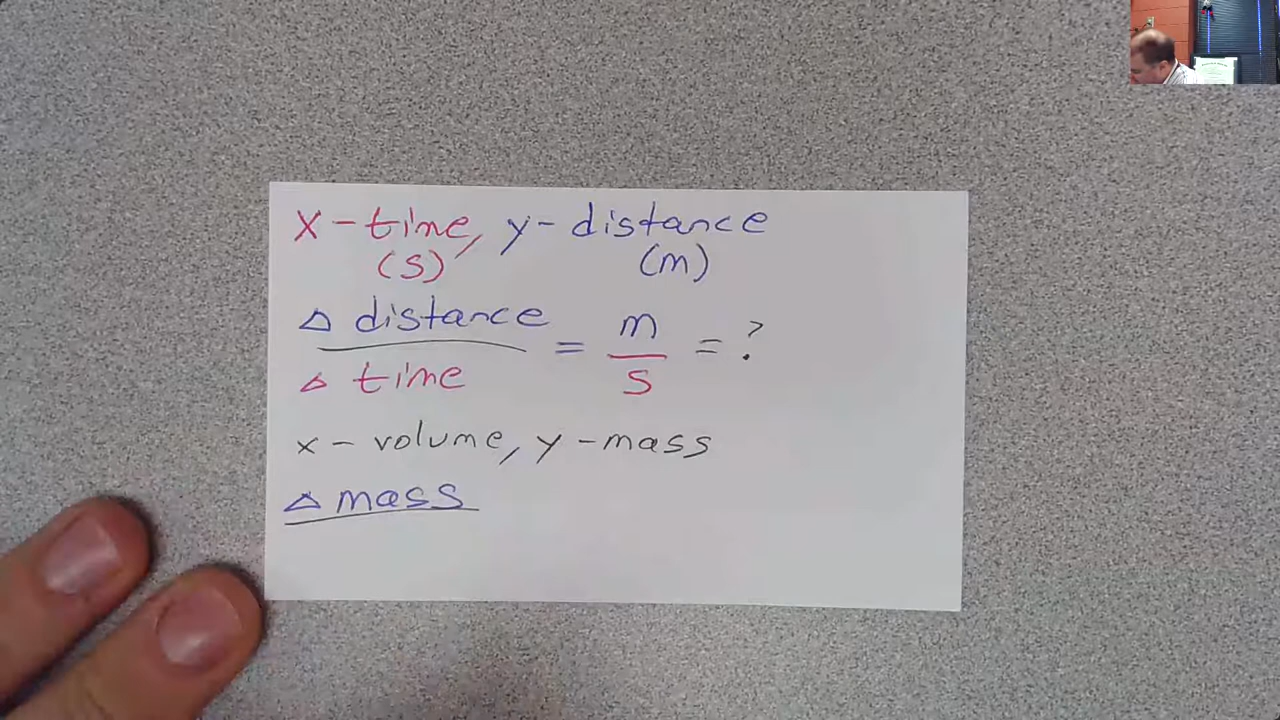 x - time, y - distance
(s) (m)
Δ distance / Δ time = m / s = ?
x - volume, y - mass
Δ mass